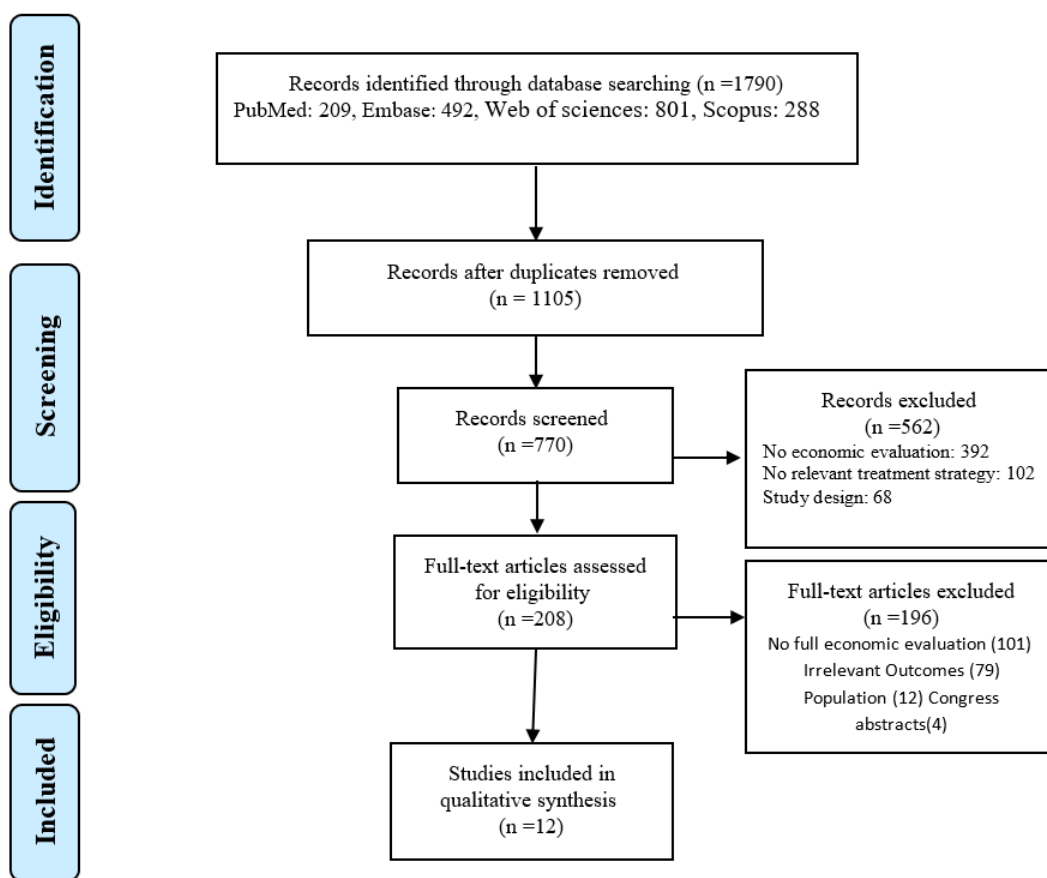 Identification
Records identified through database searching (n =1790)
PubMed: 209, Embase: 492, Web of sciences: 801, Scopus: 288
Records after duplicates removed
(n = 1105)
Screening
Records screened
(n =770)
Records excluded
(n =562)
No economic evaluation: 392
No relevant treatment strategy: 102
Study design: 68
Eligibility
Full-text articles assessed
for eligibility
(n =208)
Full-text articles excluded
(n =196)
No full economic evaluation (101)
Irrelevant Outcomes (79)
Population (12) Congress
abstracts(4)
Included
Studies included in
qualitative synthesis
(n =12)